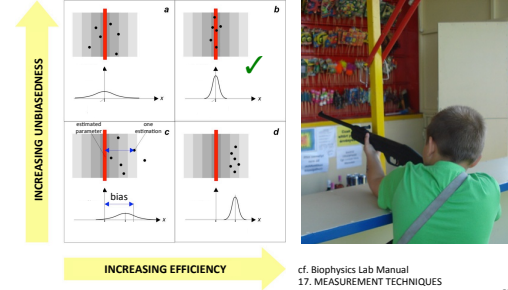 INCREASING UNBIASEDNESS
a
b
x
x
estimated
parameter
one
estimation
c
d
bias
x
x
INCREASING EFFICIENCY
cf. Biophysics Lab Manual
17. MEASUREMENT TECHNIQUES